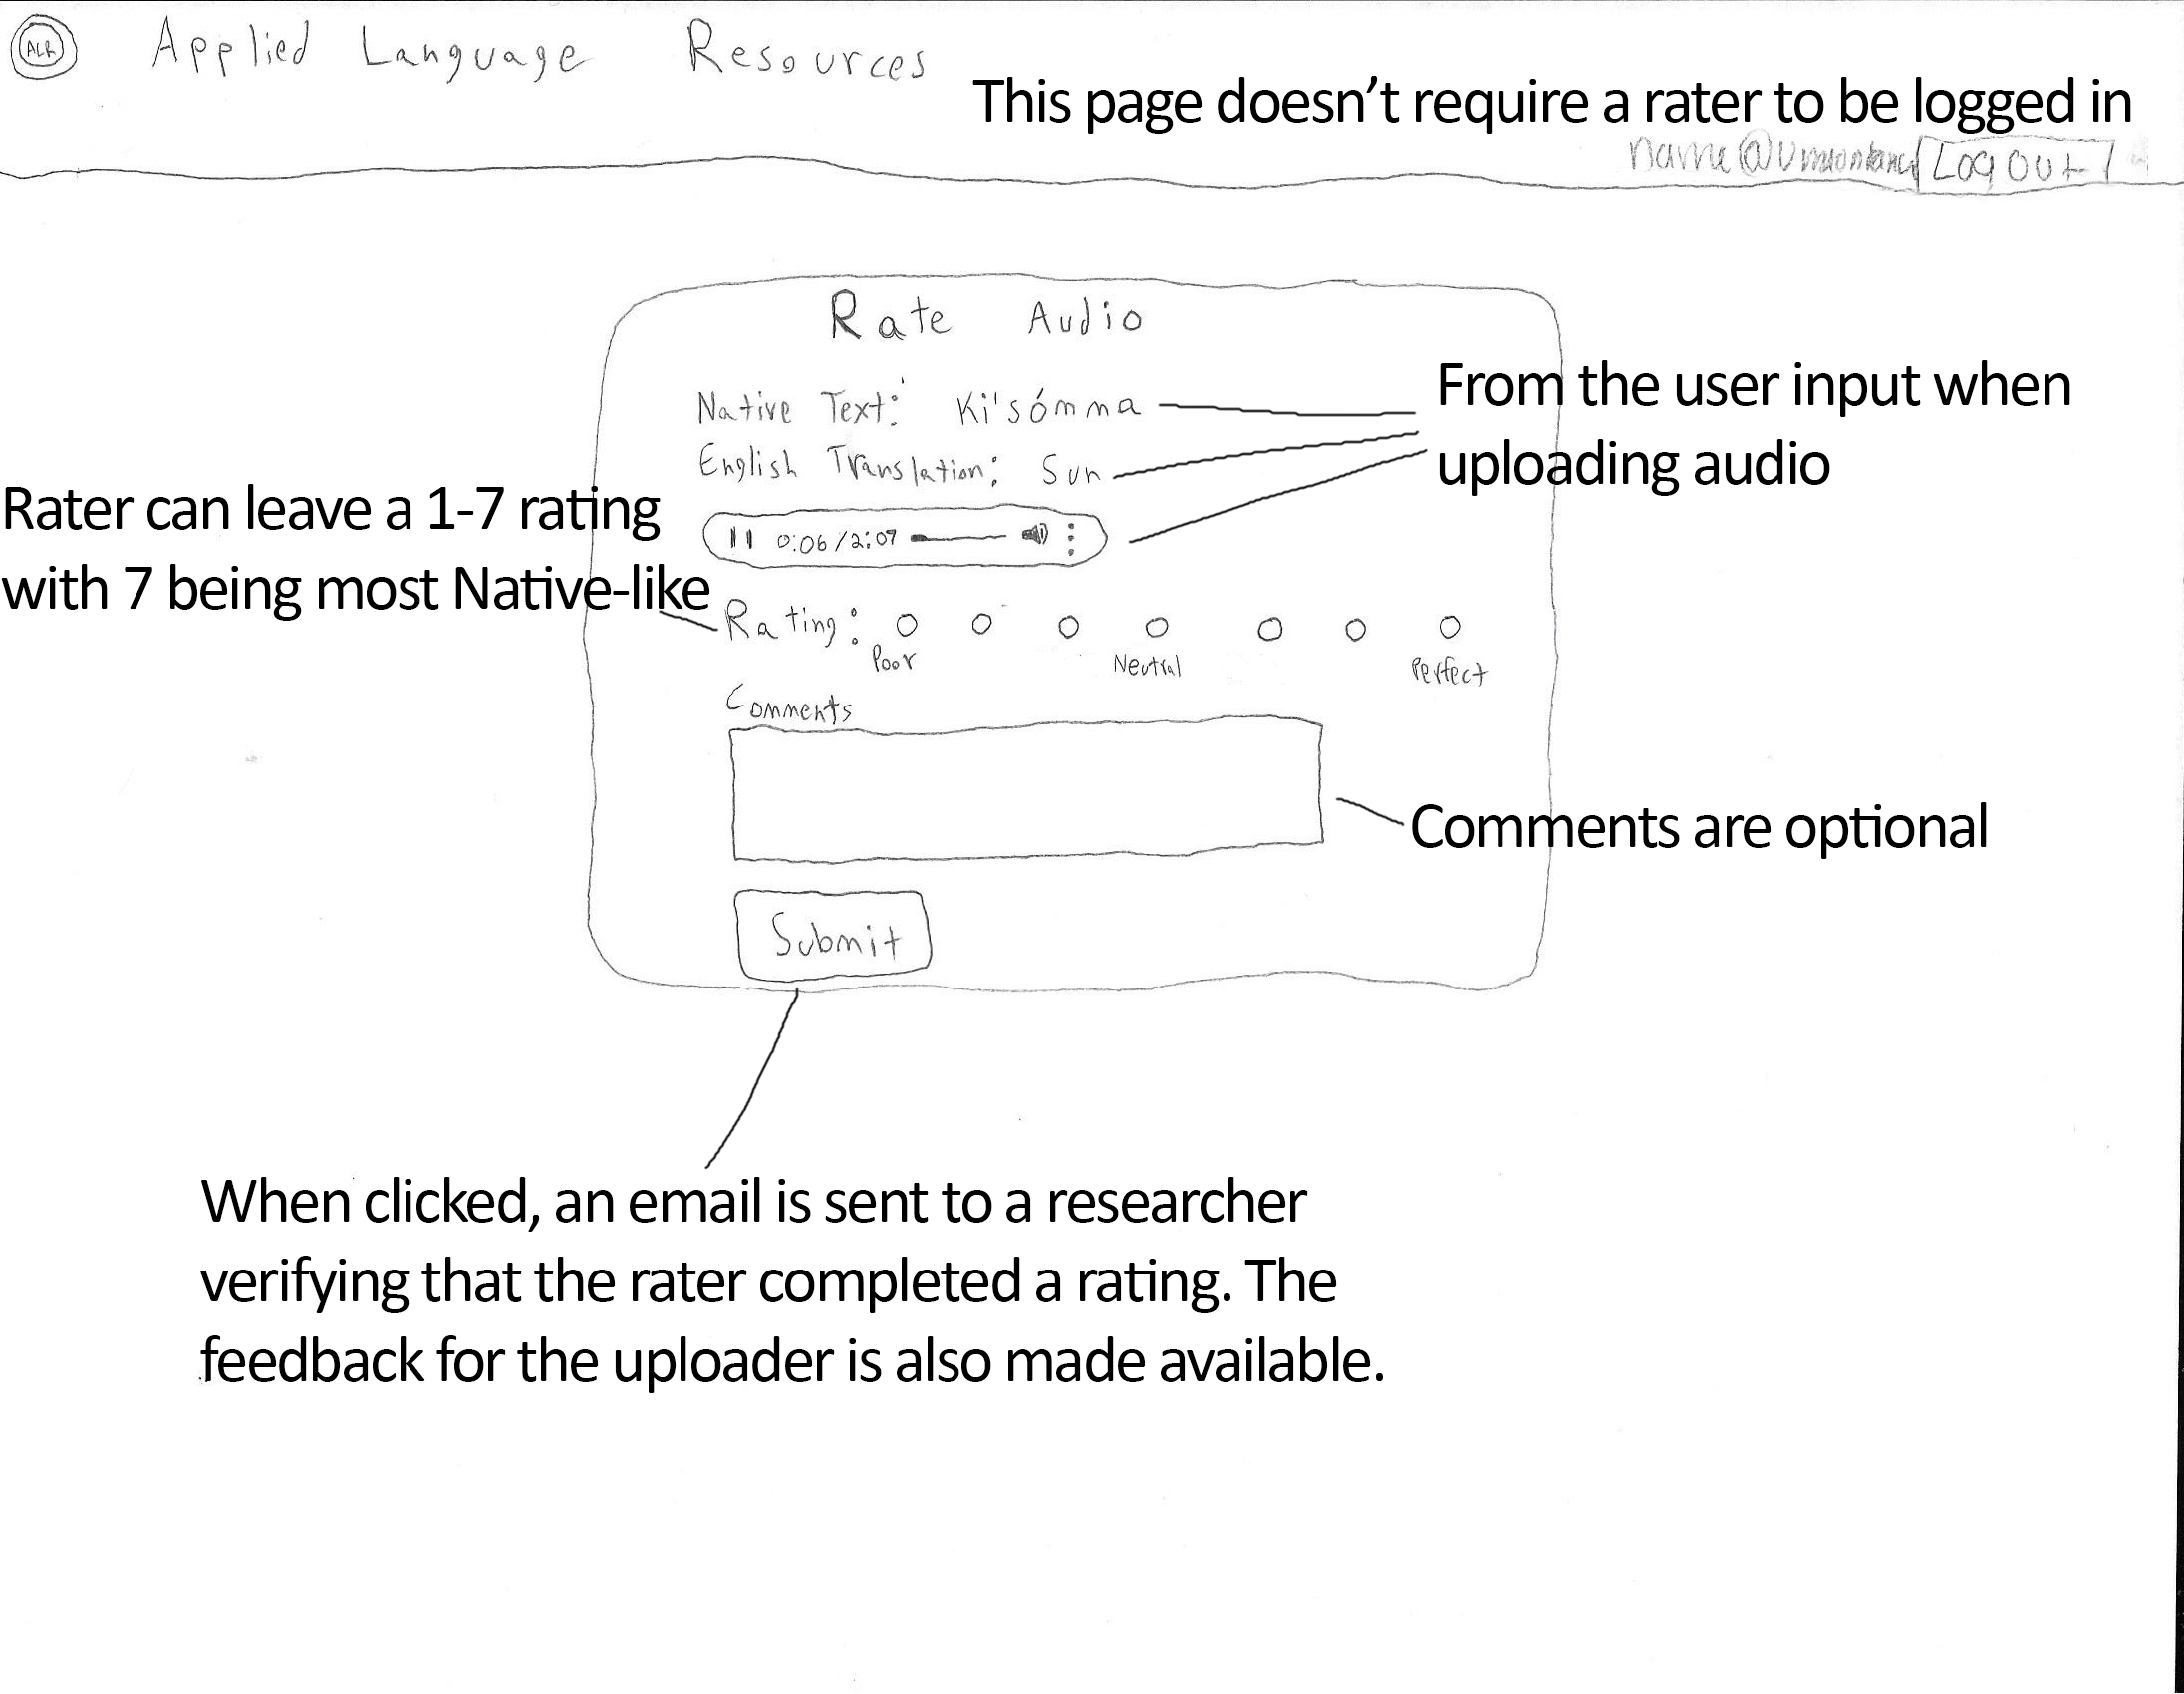 ALR Applied Language Resources
This page doesn't require a rater to be logged in
Log Out
Rate Audio
Native Text: Ki'sómma
From the user input when
uploading audio
English Translation: Sun
Rater can leave a 1-7 rating
with 7 being most Native-like
0:06/2:07
Rating:
Poor Neutral Perfect
Comments
Comments are optional
Submit
When clicked, an email is sent to a researcher
verifying that the rater completed a rating. The
feedback for the uploader is also made available.